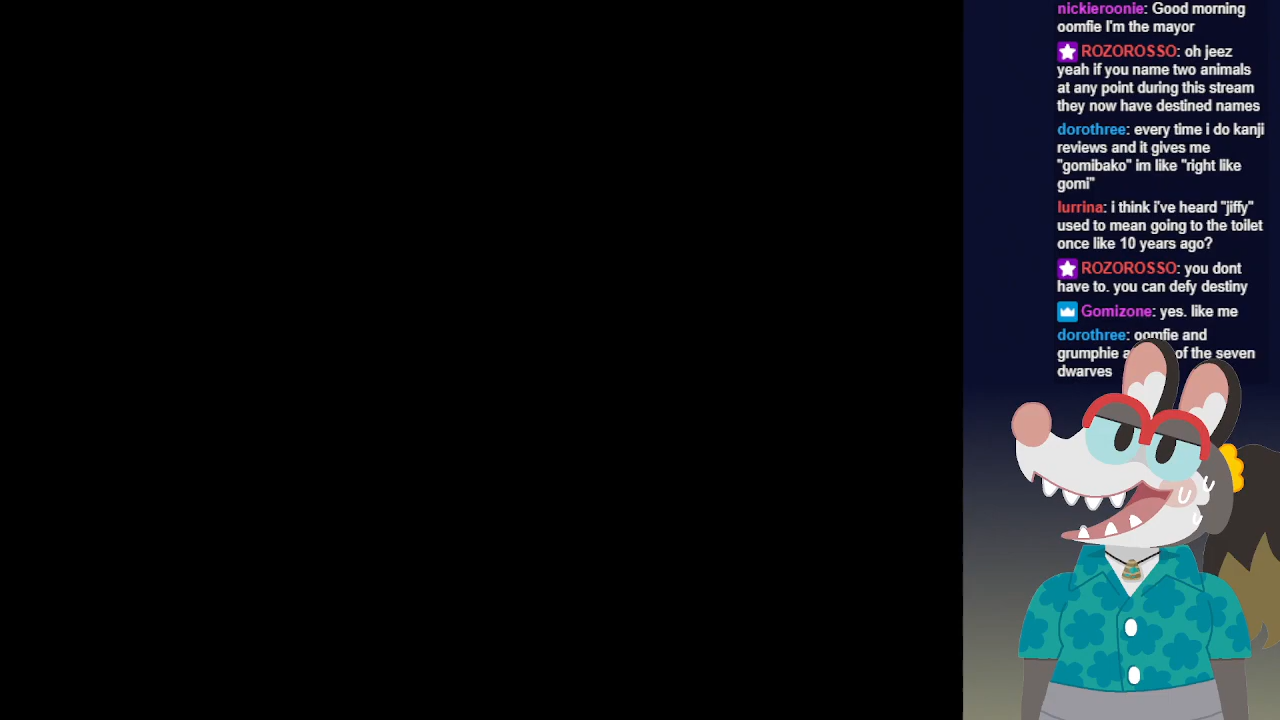 nickieroonie: Good morning
oomfie I'm the mayor
ROZOROSSO: oh jeez
yeah if you name two animals
at any point during this stream
they now have destined names
dorothree: every time i do kanji
reviews and it gives me
"gomibako" im like "right like
gomi"
lurrina: i think i've heard "jiffy"
used to mean going to the toilet
once like 10 years ago?
ROZOROSSO: you dont
have to. you can defy destiny
Gomizone: yes. like me
dorothree: oomfie and
grumphie of the seven
dwarves